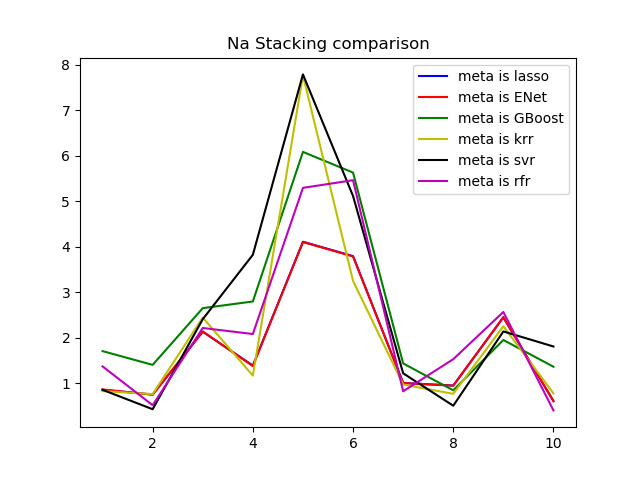 Na Stacking comparison
8
7
6
5
4
3
2
1
2
4
6
8
10
meta is lasso
meta is ENet
meta is GBoost
meta is krr
meta is svr
meta is rfr